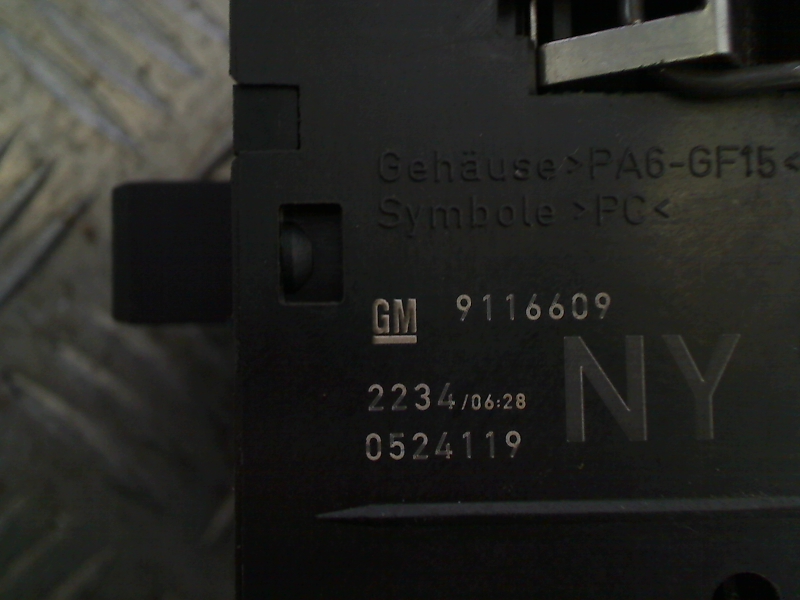 Gehäuse >PA6-GF15<
Symbole >PC<
GM 9116609
NY
2234/06:28
0524119